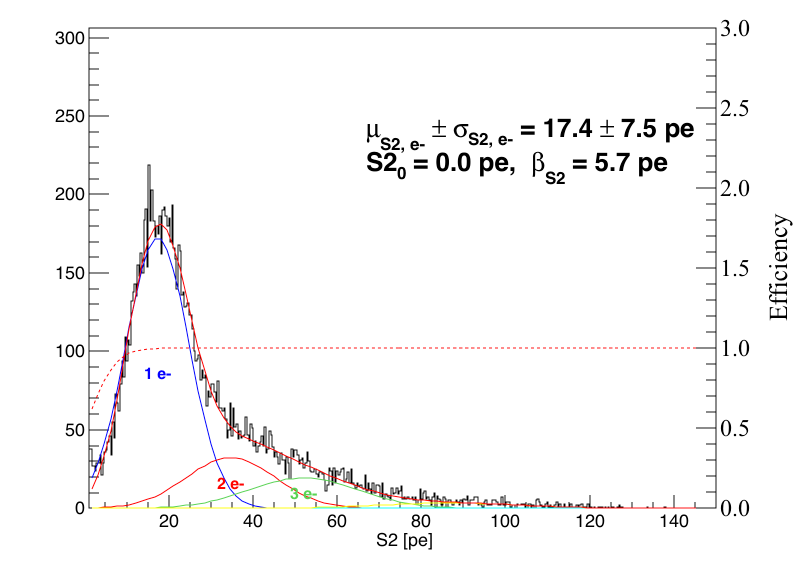 300
250
200
150
100
50
0
3.0
2.5
2.0
1.5
1.0
0.5
0.0
μS2, e- ± σS2, e- = 17.4 ± 7.5 pe
S20 = 0.0 pe, βS2 = 5.7 pe
1 e-
2 e-
3 e-
20 40 60 80 100 120 140
S2 [pe]
Efficiency